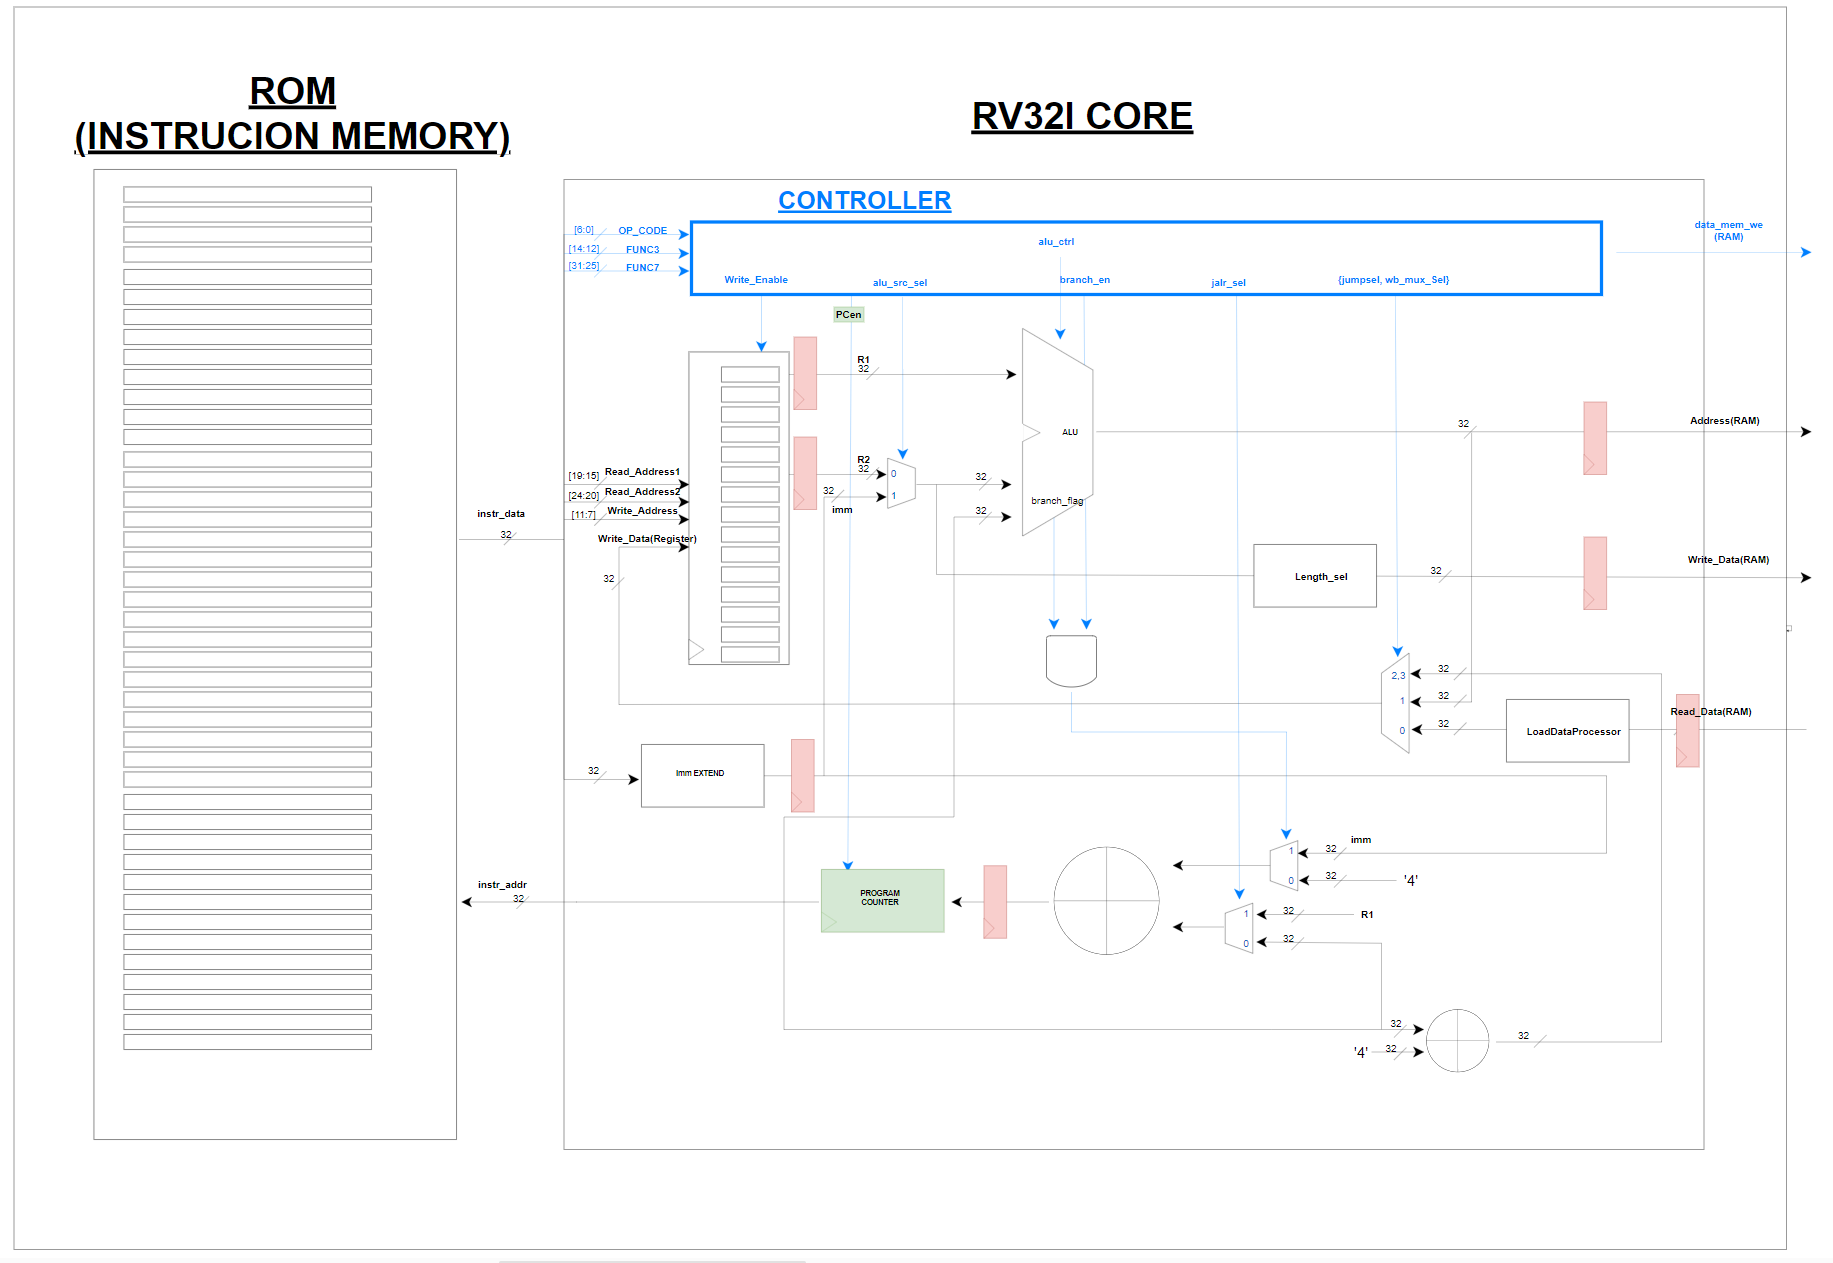 ROM
(INSTRUCION MEMORY)
RV32I CORE
CONTROLLER
[6:0] OP_CODE
[14:12] FUNC3
[31:25] FUNC7
alu_ctrl
Write_Enable
alu_src_sel
branch_en
jalr_sel
{jumpsel, wb_mux_Sel}
data_mem_we
(RAM)
PCen
R1
32
R2
32
0
1
32
imm
[19:15] Read_Address1
[24:20] Read_Address2
[11:7] Write_Address
Write_Data(Register)
32
instr_data
32
32
32
ALU
branch_flag
32
Address(RAM)
Length_sel
32
Write_Data(RAM)
2,3
1
0
32
32
32
LoadDataProcessor
Read_Data(RAM)
32
Imm EXTEND
instr_addr
32
PROGRAM
COUNTER
1
0
32
imm
32
'4'
1
0
32
R1
32
32
'4'
32
32